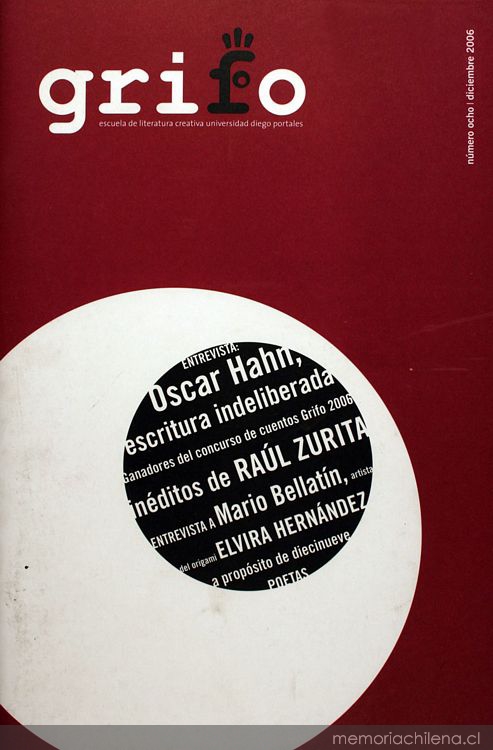 grifo
escuela de literatura creativa universidad diego portales
número ocho | diciembre 2006
ENTREVISTA:
Oscar Hahn,
escritura indeliberada
Ganadores del concurso de cuentos Grifo 2006
inéditos de RAÚL ZURITA
ENTREVISTA A Mario Bellatín, artista
del origami ELVIRA HERNÁNDEZ
a propósito de diecinueve
POETAS
memoriachilena.cl